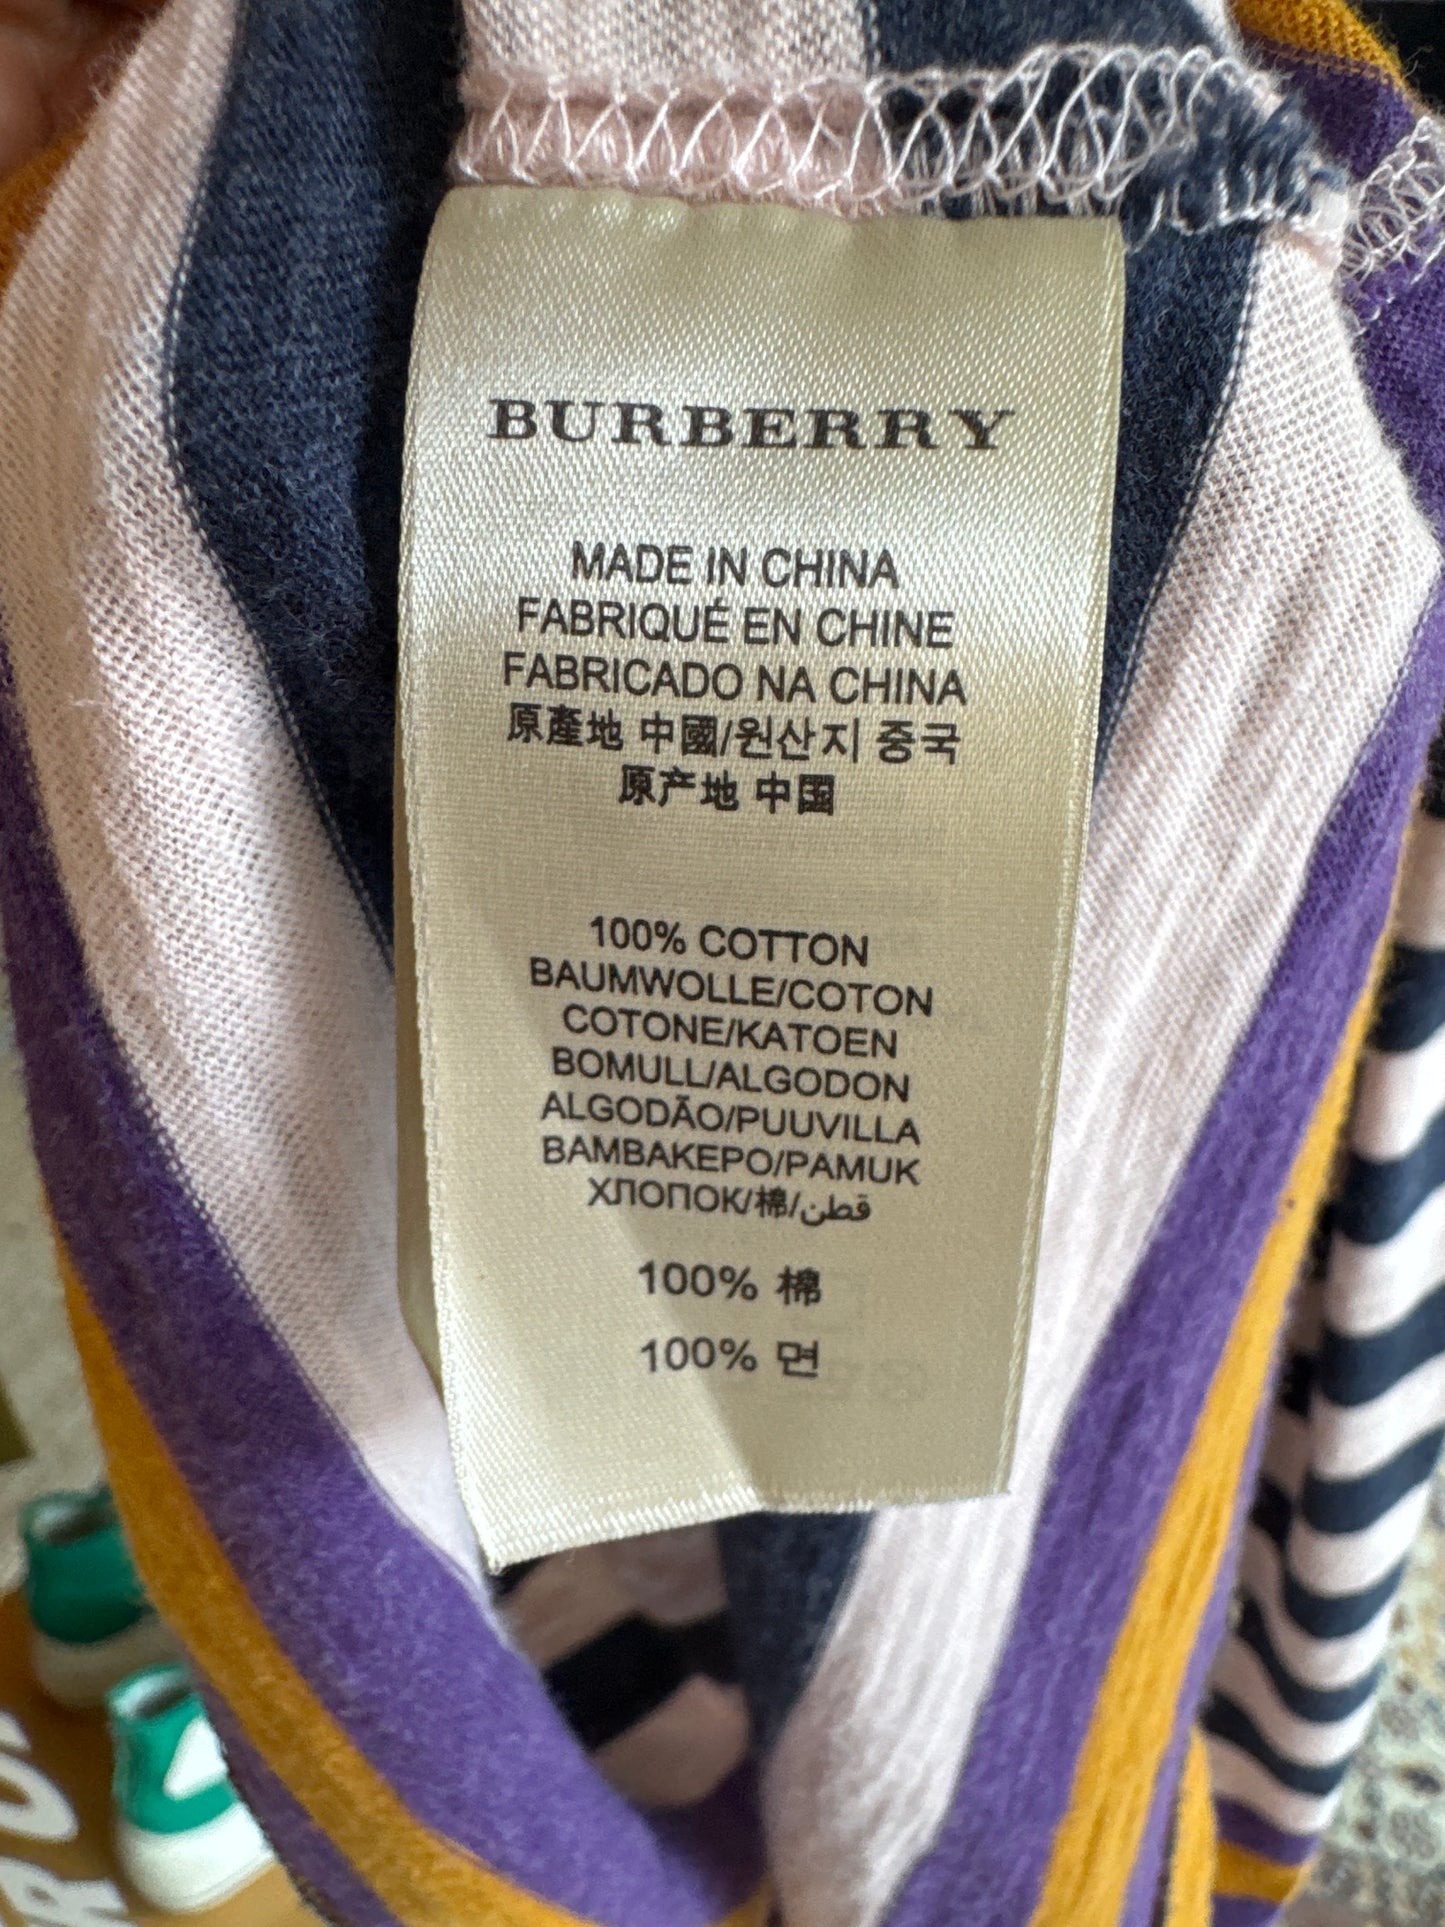 BURBERRY
MADE IN CHINA
FABRIQUÉ EN CHINE
FABRICADO NA CHINA
原產地 中國/원산지 중국
原产地 中国
100% COTTON
BAUMWOLLE/COTON
COTONE/KATOEN
BOMULL/ALGODON
ALGODÃO/PUUVILLA
BAMBAKEPO/PAMUK
ХЛОПОК/棉/قطن
100% 棉
100% 면